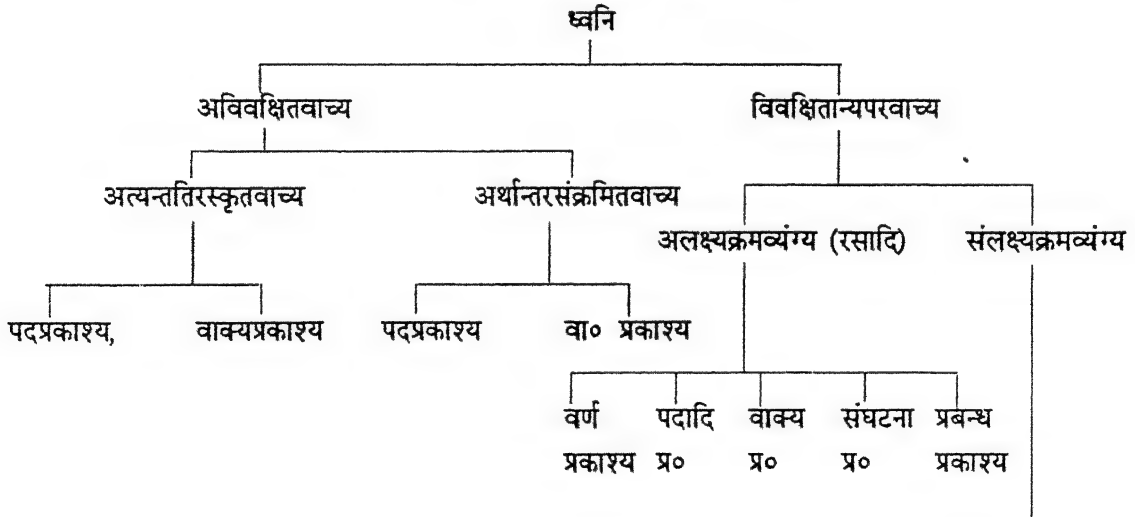 ध्वनि
अविवक्षितवाच्य विवक्षितान्यपरवाच्य
अत्यन्ततिरस्कृतवाच्य अर्थान्तरसंक्रमितवाच्य
अलक्ष्यक्रमव्यंग्य (रसादि) संलक्ष्यक्रमव्यंग्य
पदप्रकाश्य, वाक्यप्रकाश्य पदप्रकाश्य वा० प्रकाश्य
वर्ण पदादि वाक्य संघटना प्रबन्ध
प्रकाश्य प्र० प्र० प्र० प्रकाश्य